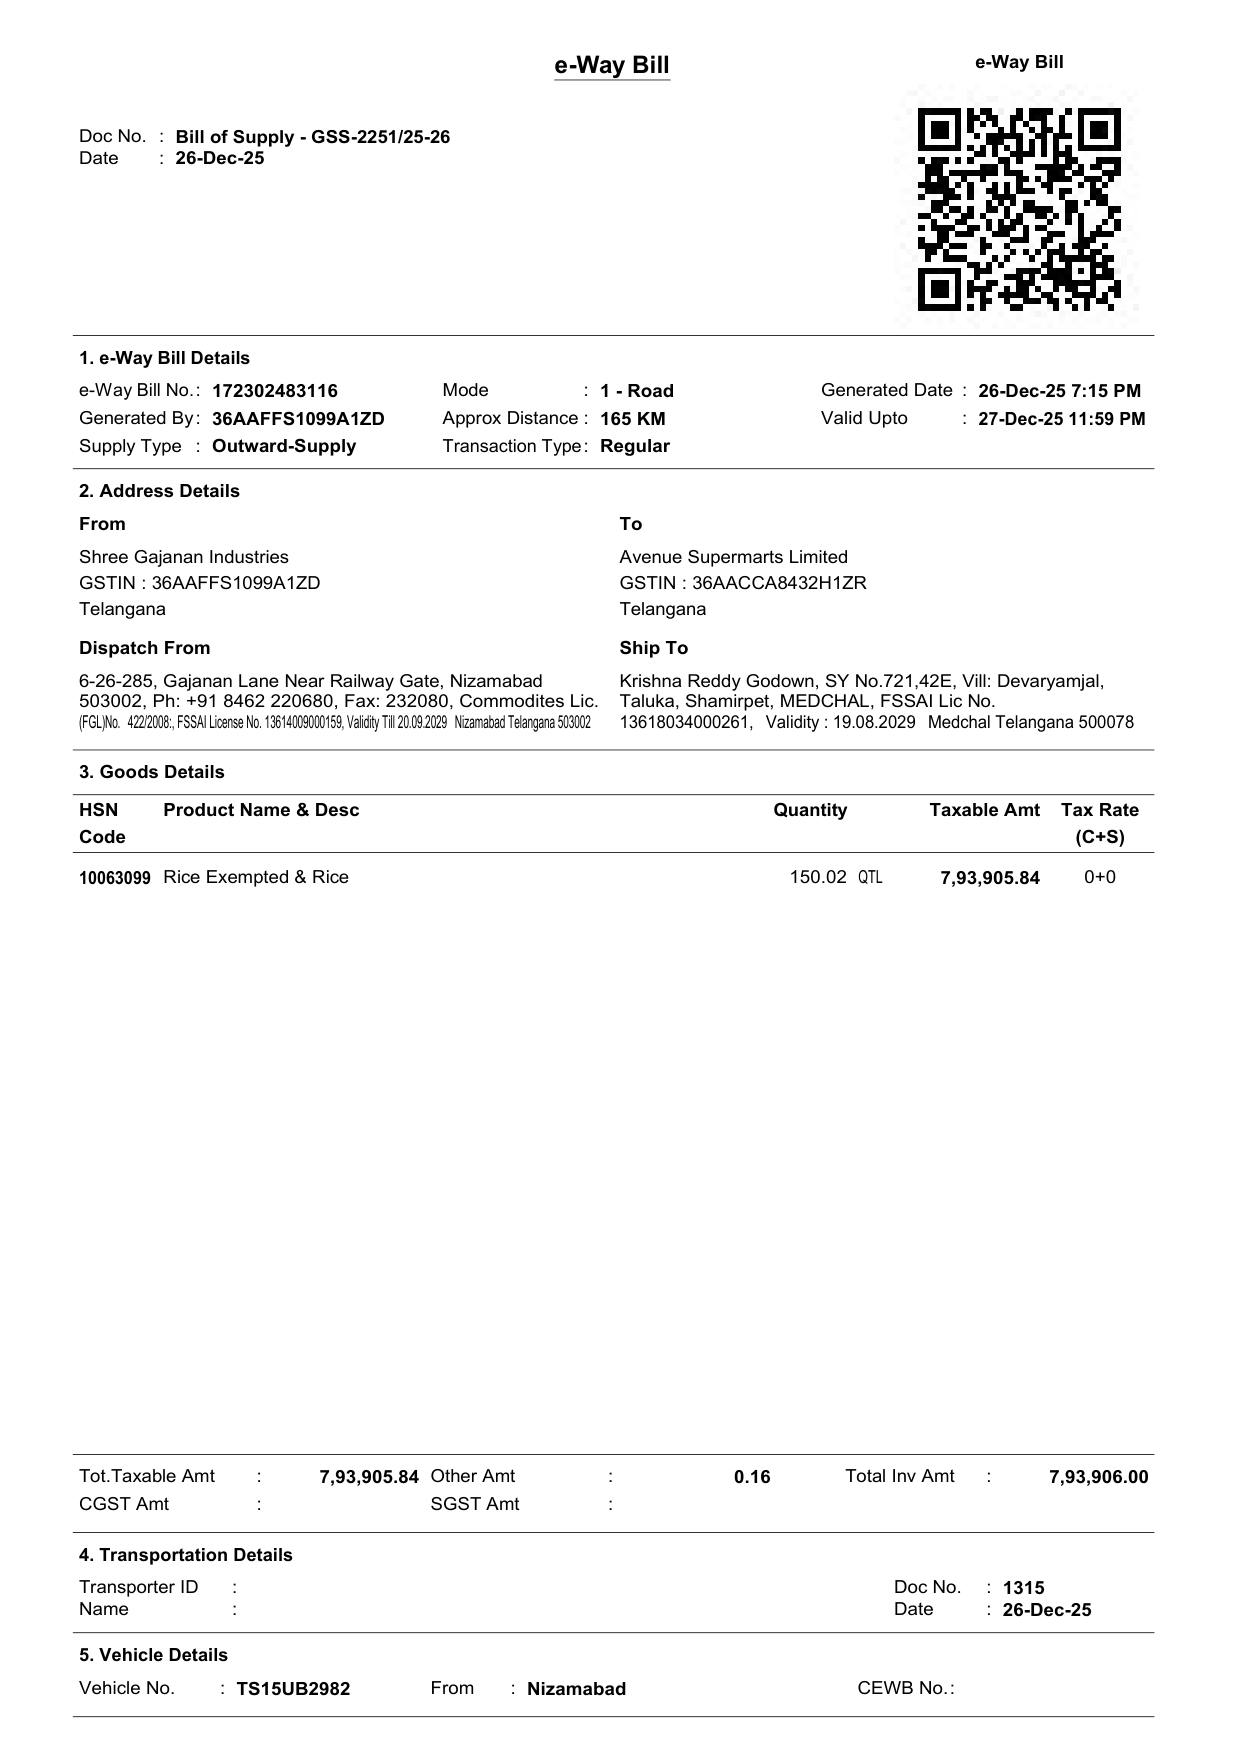 e-Way Bill
e-Way Bill
Doc No. : Bill of Supply - GSS-2251/25-26
Date : 26-Dec-25
1. e-Way Bill Details
e-Way Bill No.: 172302483116 Mode : 1 - Road Generated Date : 26-Dec-25 7:15 PM
Generated By: 36AAFFS1099A1ZD Approx Distance : 165 KM Valid Upto : 27-Dec-25 11:59 PM
Supply Type : Outward-Supply Transaction Type: Regular
2. Address Details
From To
Shree Gajanan Industries Avenue Supermarts Limited
GSTIN : 36AAFFS1099A1ZD GSTIN : 36AACCA8432H1ZR
Telangana Telangana
Dispatch From Ship To
6-26-285, Gajanan Lane Near Railway Gate, Nizamabad Krishna Reddy Godown, SY No.721,42E, Vill: Devaryamjal,
503002, Ph: +91 8462 220680, Fax: 232080, Commodites Lic. Taluka, Shamirpet, MEDCHAL, FSSAI Lic No.
(FGL)No. 422/2008:, FSSAI License No. 13614009000159, Validity Till 20.09.2029 Nizamabad Telangana 503002 13618034000261, Validity : 19.08.2029 Medchal Telangana 500078
3. Goods Details
HSN Product Name & Desc Quantity Taxable Amt Tax Rate
Code (C+S)
10063099 Rice Exempted & Rice 150.02 QTL 7,93,905.84 0+0
Tot.Taxable Amt : 7,93,905.84 Other Amt : 0.16 Total Inv Amt : 7,93,906.00
CGST Amt : SGST Amt :
4. Transportation Details
Transporter ID : Doc No. : 1315
Name : Date : 26-Dec-25
5. Vehicle Details
Vehicle No. : TS15UB2982 From : Nizamabad CEWB No.: